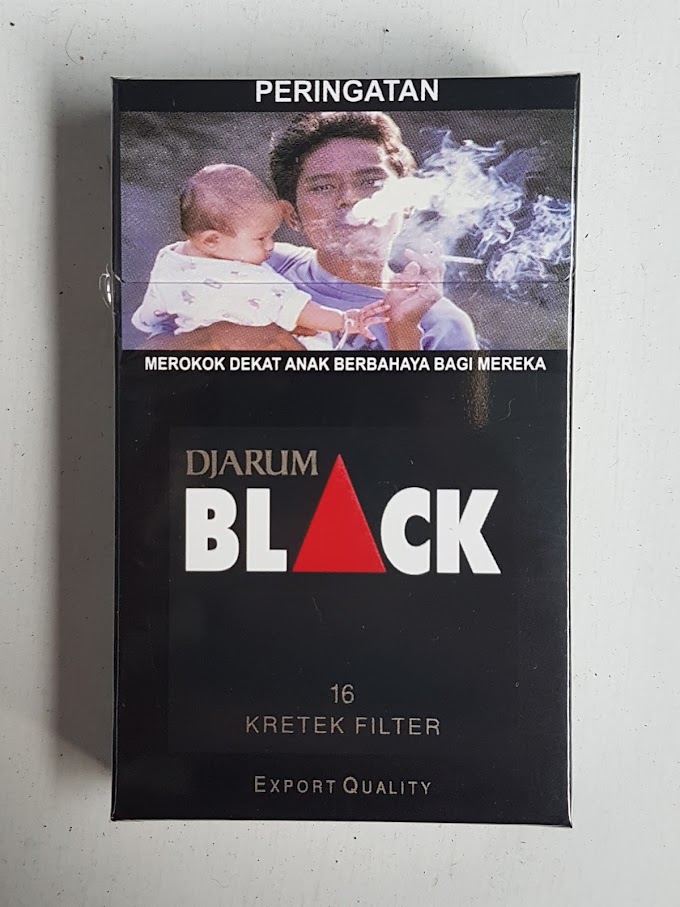 PERINGATAN
MEROKOK DEKAT ANAK BERBAHAYA BAGI MEREKA
DJARUM
BLACK
16
KRETEK FILTER
EXPORT QUALITY